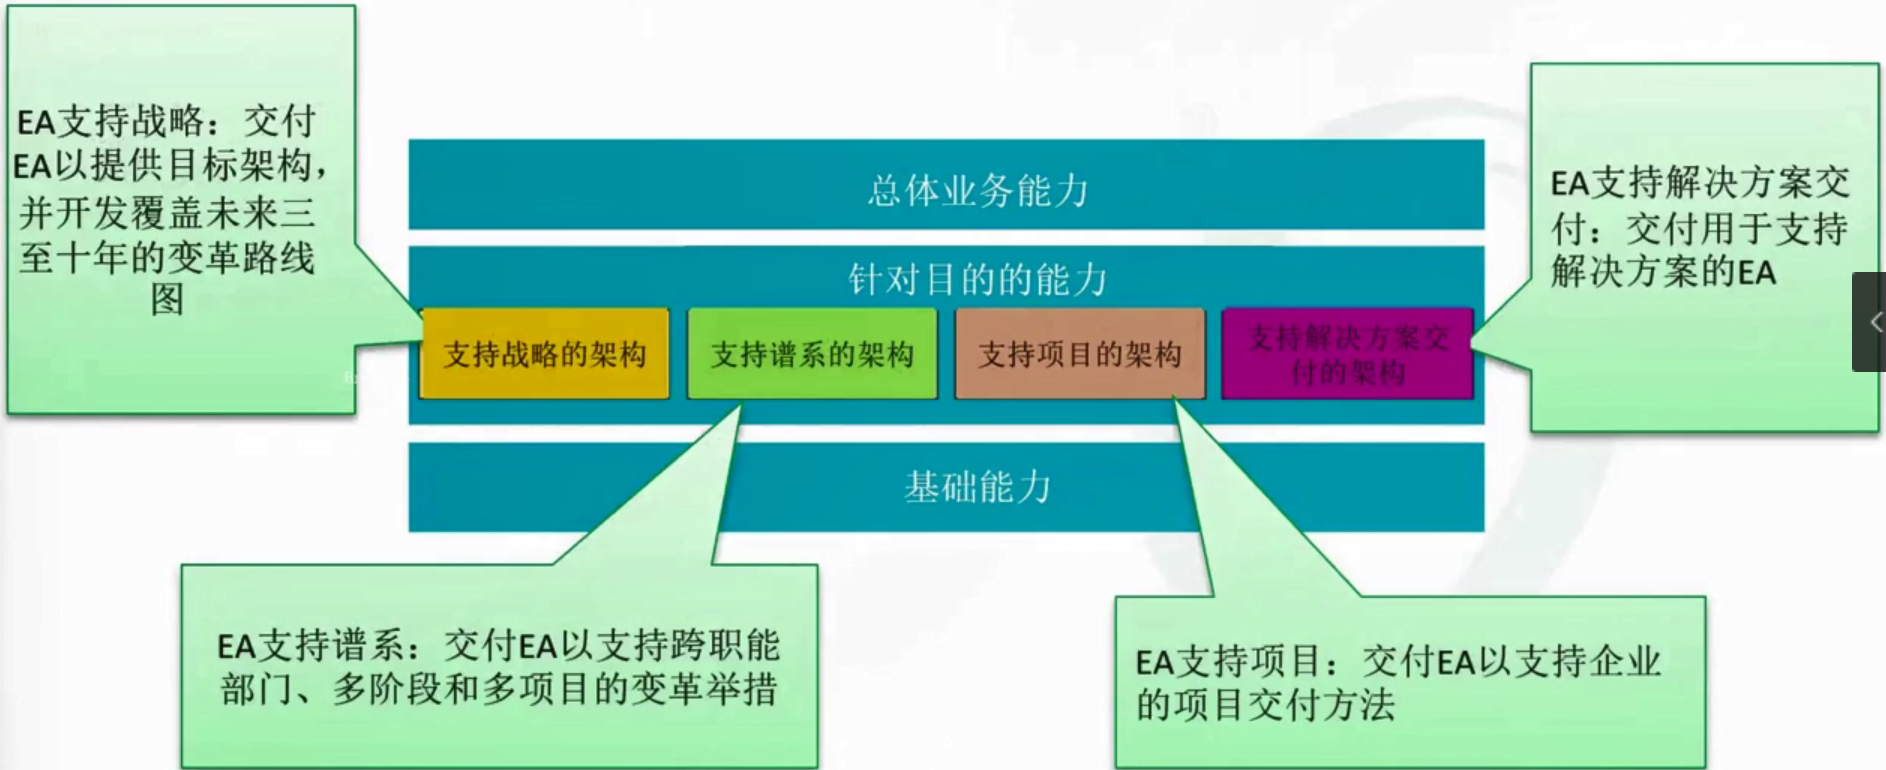 EA支持战略：交付
EA以提供目标架构，
并开发覆盖未来三
至十年的变革路线
图
总体业务能力
针对目的的能力
支持战略的架构
支持谱系的架构
支持项目的架构
支持解决方案交
付的架构
基础能力
EA支持解决方案交
付：交付用于支持
解决方案的EA
EA支持谱系：交付EA以支持跨职能
部门、多阶段和多项目的变革举措
EA支持项目：交付EA以支持企业
的项目交付方法